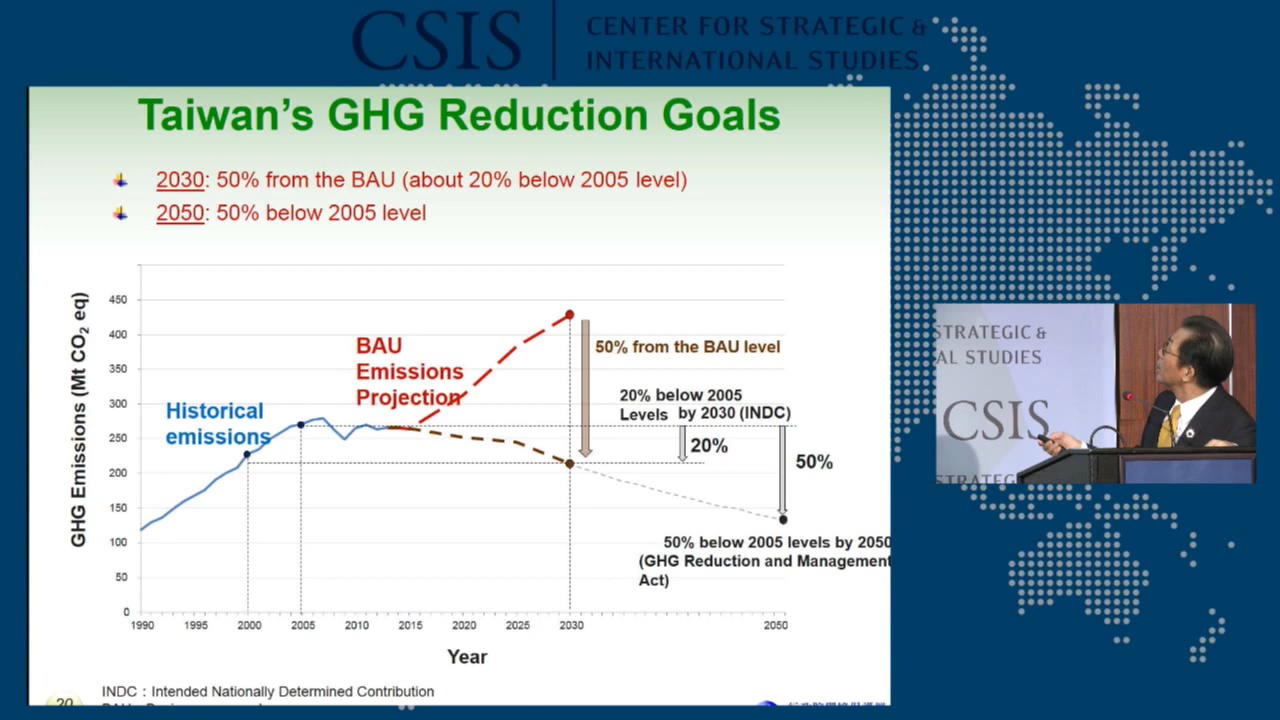 CSIS
CENTER FOR STRATEGIC &
INTERNATIONAL STUDIES
Taiwan's GHG Reduction Goals
2030: 50% from the BAU (about 20% below 2005 level)
2050: 50% below 2005 level
GHG Emissions (Mt CO₂ eq)
450
400
350
300
250
200
150
100
50
0
BAU
Emissions
Projection
Historical
emissions
50% from the BAU level
20% below 2005
Levels by 2030 (INDC)
20%
50%
50% below 2005 levels by 2050
(GHG Reduction and Management
Act)
1990 1995 2000 2005 2010 2015 2020 2025 2030 2050
Year
INDC : Intended Nationally Determined Contribution
20
STRATEGIC &
AL STUDIES
CSIS
STRATEG